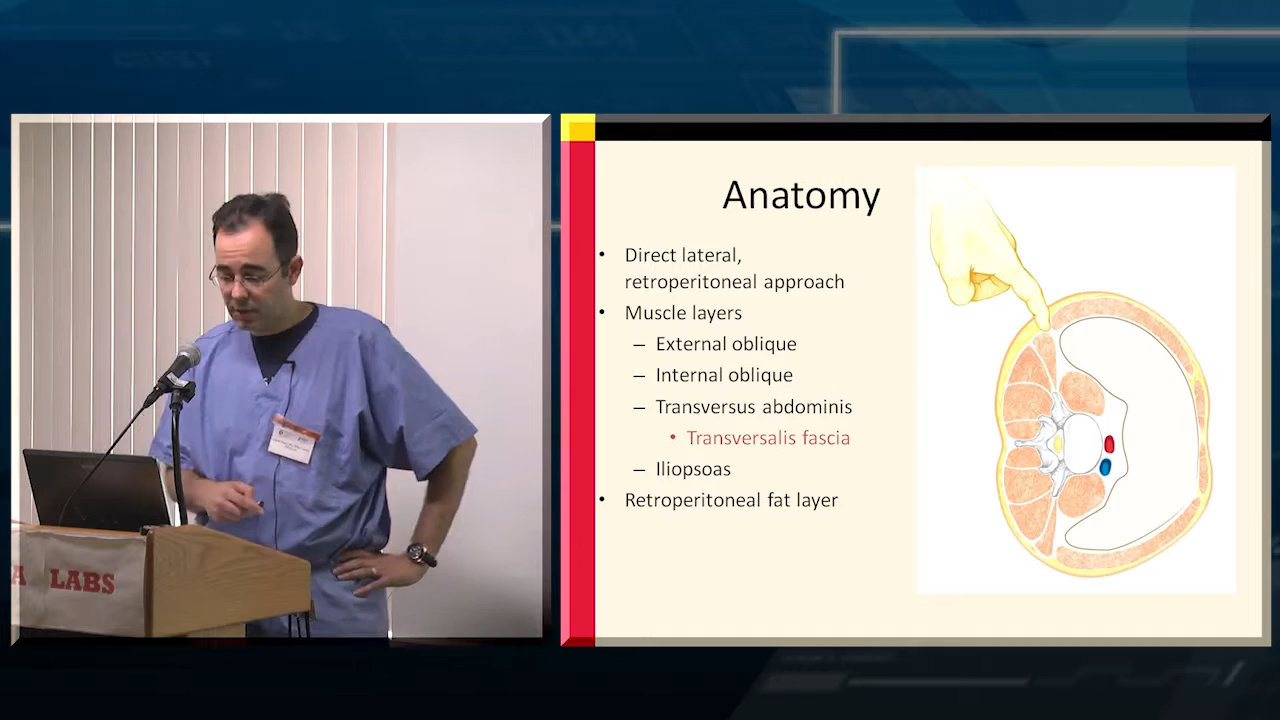 Anatomy
• Direct lateral,
retroperitoneal approach
• Muscle layers
– External oblique
– Internal oblique
– Transversus abdominis
• Transversalis fascia
– Iliopsoas
• Retroperitoneal fat layer
A LABS